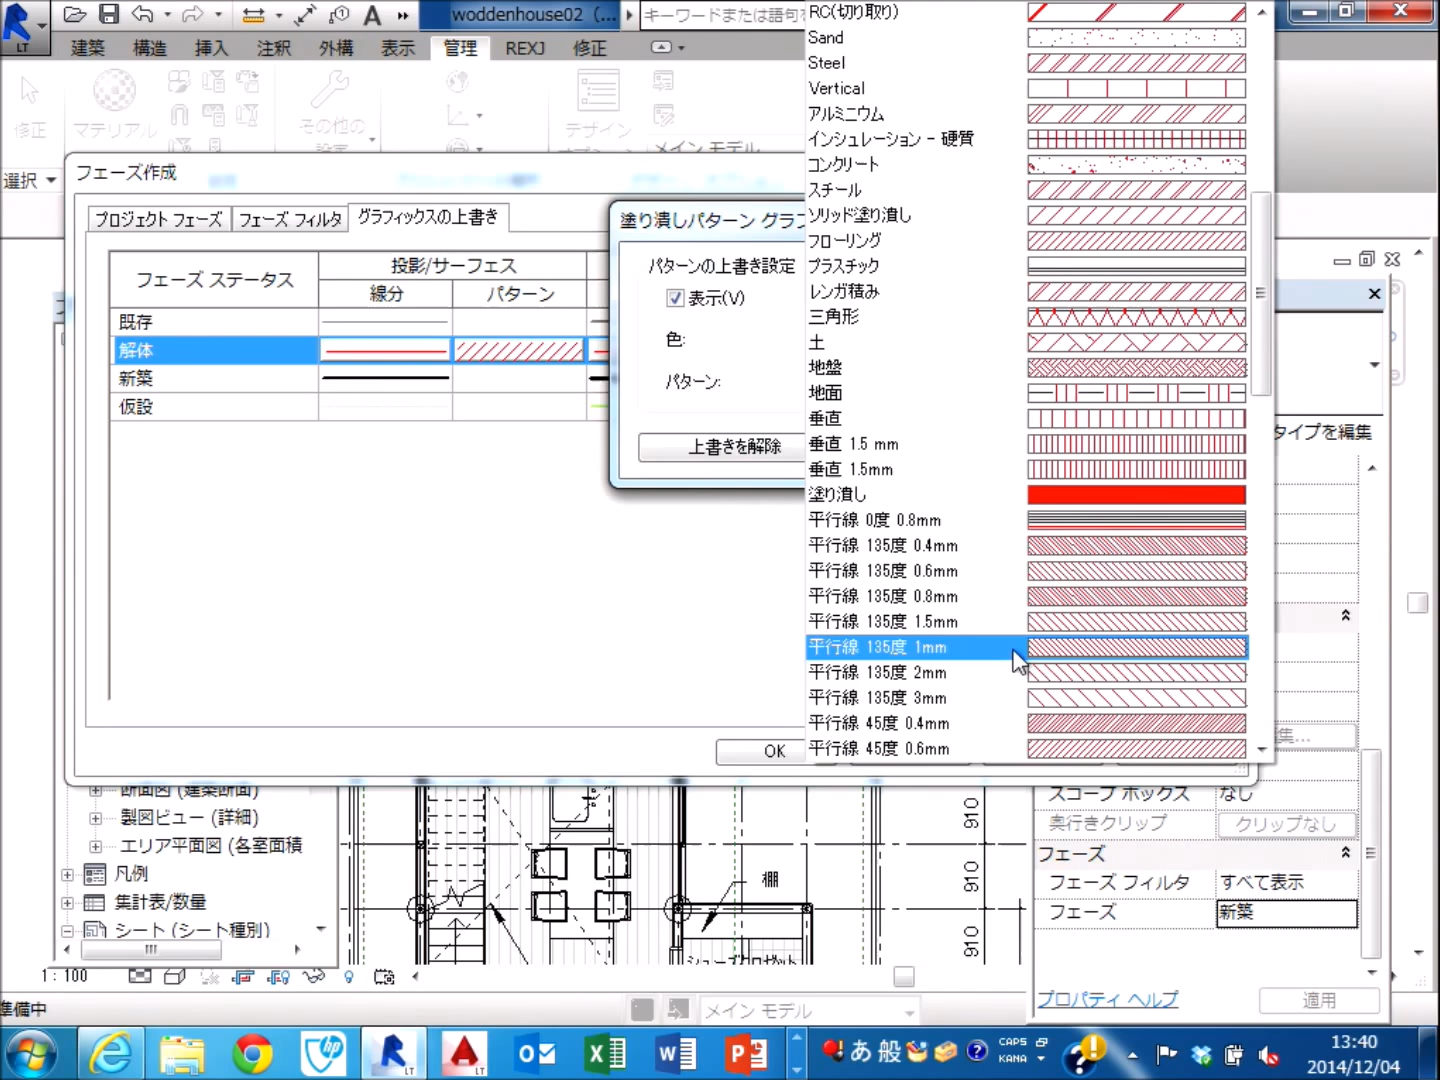 woddenhouse02 (...
キーワードまたは語句
LT
建築
構造
挿入
注釈
外構
表示
管理
REXJ
修正
修正
マテリアル
その他の
設定
デザイン
メイン モデル
選択
フェーズ作成
プロジェクト フェーズ
フェーズ フィルタ
グラフィックスの上書き
フェーズ ステータス
投影/サーフェス
線分
パターン
既存
解体
新築
仮設
OK
塗り潰しパターン グラフ
パターンの上書き設定
表示(V)
色:
パターン:
上書きを解除
RC(切り取り)
Sand
Steel
Vertical
アルミニウム
インシュレーション - 硬質
コンクリート
スチール
ソリッド塗り潰し
フローリング
プラスチック
レンガ積み
三角形
土
地盤
地面
垂直
垂直 1.5 mm
垂直 1.5mm
塗り潰し
平行線 0度 0.8mm
平行線 135度 0.4mm
平行線 135度 0.6mm
平行線 135度 0.8mm
平行線 135度 1.5mm
平行線 135度 1mm
平行線 135度 2mm
平行線 135度 3mm
平行線 45度 0.4mm
平行線 45度 0.6mm
タイプを編集
集...
断面図 (建築断面)
製図ビュー (詳細)
エリア平面図 (各室面積
凡例
集計表/数量
シート (シート種別)
棚
シューズクロゼット
910
910
910
スコープ ボックス
なし
奥行きクリップ
クリップなし
フェーズ
フェーズ フィルタ
すべて表示
フェーズ
新築
プロパティ ヘルプ
適用
1 : 100
準備中
メイン モデル
LT
LT
あ 般
CAPS
KANA
13:40
2014/12/04